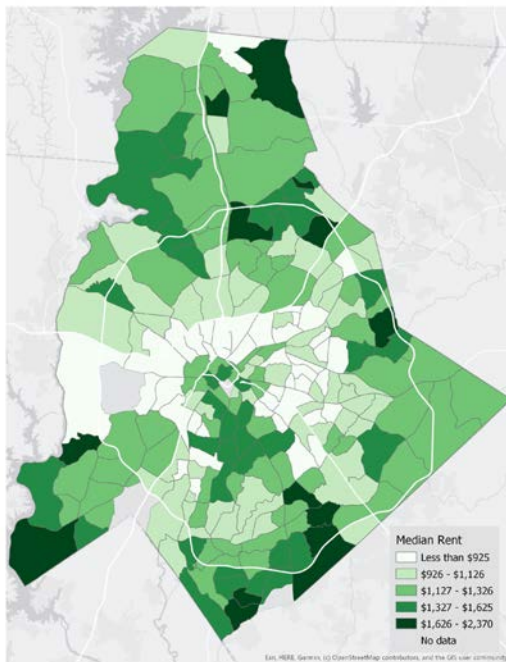 Median Rent
Less than $925
$926 - $1,126
$1,127 - $1,326
$1,327 - $1,625
$1,626 - $2,370
No data
Esri, HERE, Garmin, (c) OpenStreetMap contributors, and the GIS user community